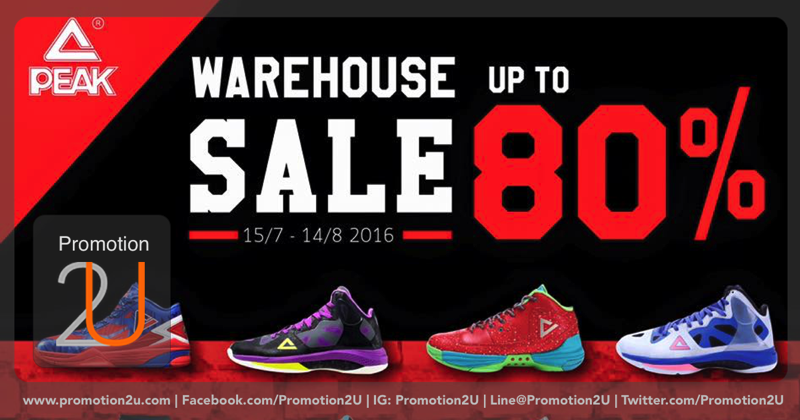 PEAK®
WAREHOUSE
SALE
UP TO
80%
15/7 - 14/8 2016
Promotion
2U
www.promotion2u.com | Facebook.com/Promotion2U | IG: Promotion2U | Line@Promotion2U | Twitter.com/Promotion2U